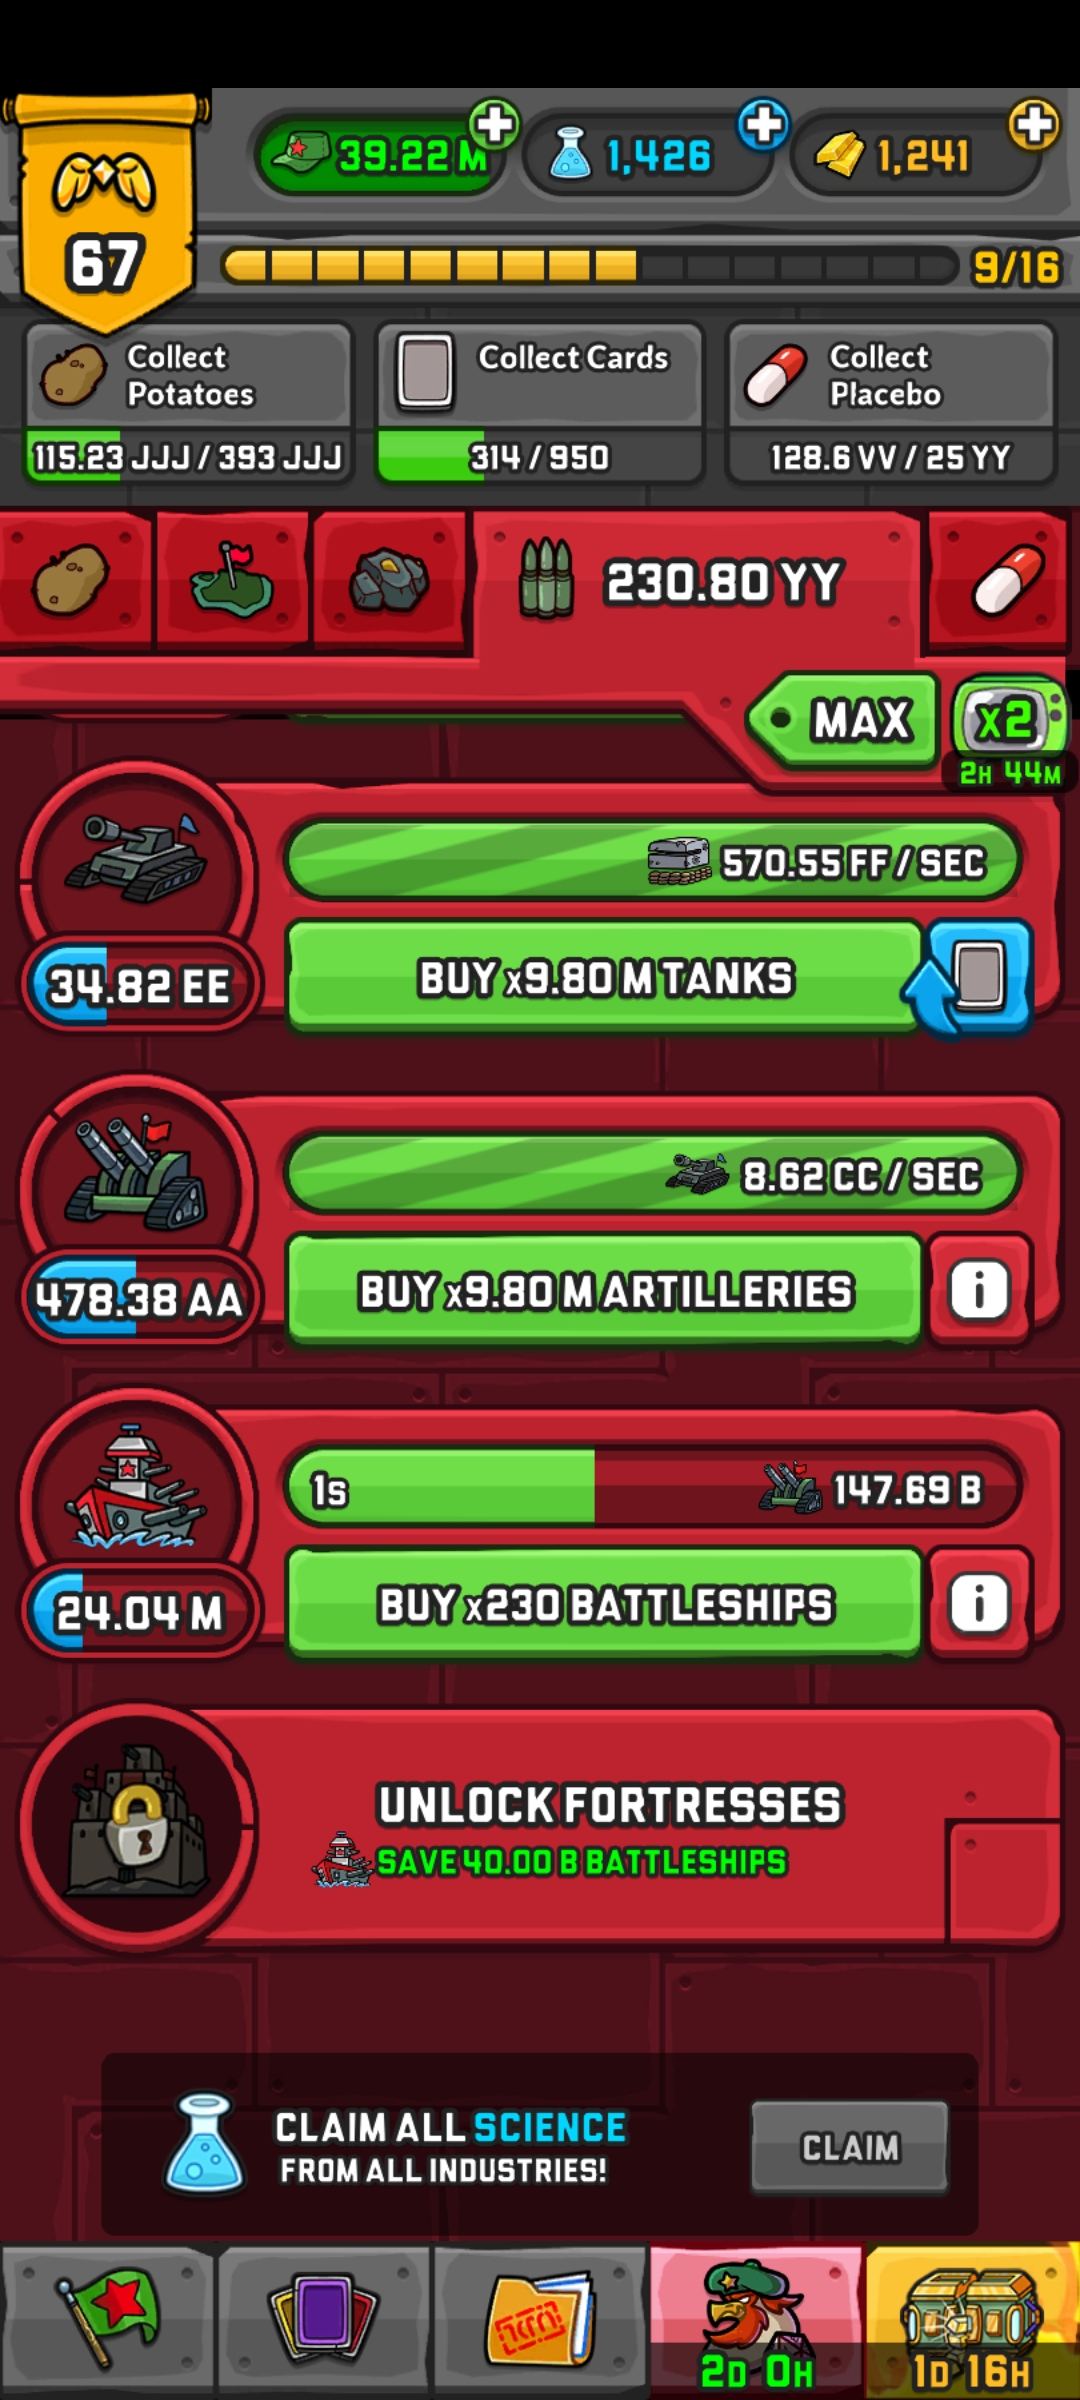 39.22 M
1,426
1,241
67
9/16
Collect
Potatoes
115.23 JJJ / 393 JJJ
Collect Cards
314 / 950
Collect
Placebo
128.6 VV / 25 YY
230.80 YY
MAX
x2
2H 44M
570.55 FF / SEC
34.82 EE
BUY x9.80 M TANKS
8.62 CC / SEC
478.38 AA
BUY x9.80 M ARTILLERIES
i
1s
147.69 B
24.04 M
BUY x230 BATTLESHIPS
i
UNLOCK FORTRESSES
SAVE 40.00 B BATTLESHIPS
CLAIM ALL SCIENCE
FROM ALL INDUSTRIES!
CLAIM
2D 0H
1D 16H